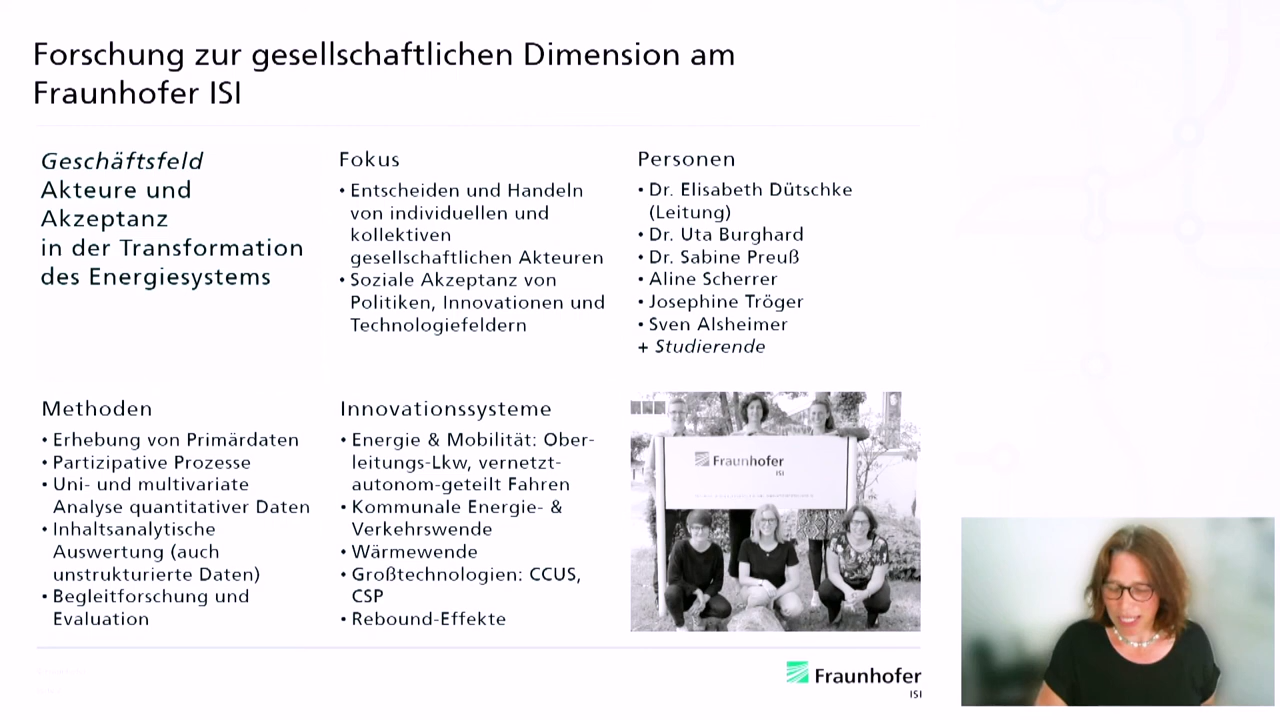 Forschung zur gesellschaftlichen Dimension am
Fraunhofer ISI
Geschäftsfeld
Akteure und
Akzeptanz
in der Transformation
des Energiesystems
Fokus
• Entscheiden und Handeln
von individuellen und
kollektiven
gesellschaftlichen Akteuren
• Soziale Akzeptanz von
Politiken, Innovationen und
Technologiefeldern
Personen
• Dr. Elisabeth Dütschke
(Leitung)
• Dr. Uta Burghard
• Dr. Sabine Preuß
• Aline Scherrer
• Josephine Tröger
• Sven Alsheimer
+ Studierende
Methoden
• Erhebung von Primärdaten
• Partizipative Prozesse
• Uni- und multivariate
Analyse quantitativer Daten
• Inhaltsanalytische
Auswertung (auch
unstrukturierte Daten)
• Begleitforschung und
Evaluation
Innovationssysteme
• Energie & Mobilität: Ober-
leitungs-Lkw, vernetzt-
autonom-geteilt Fahren
• Kommunale Energie- &
Verkehrswende
• Wärmewende
• Großtechnologien: CCUS,
CSP
• Rebound-Effekte
Fraunhofer
ISI
Fraunhofer
ISI